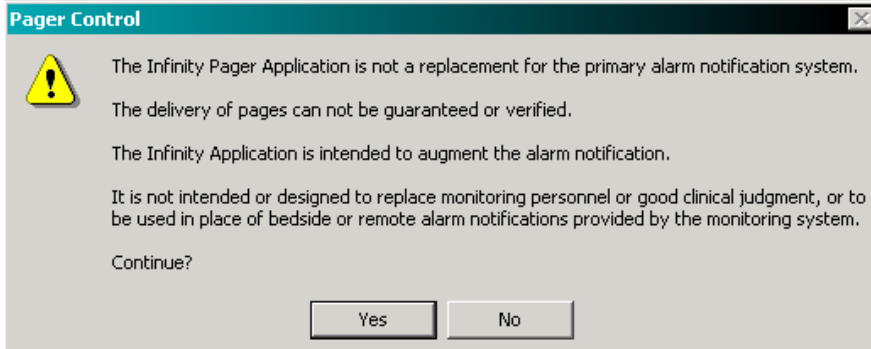 Pager Control
The Infinity Pager Application is not a replacement for the primary alarm notification system.
The delivery of pages can not be guaranteed or verified.
The Infinity Application is intended to augment the alarm notification.
It is not intended or designed to replace monitoring personnel or good clinical judgment, or to
be used in place of bedside or remote alarm notifications provided by the monitoring system.
Continue?
Yes No